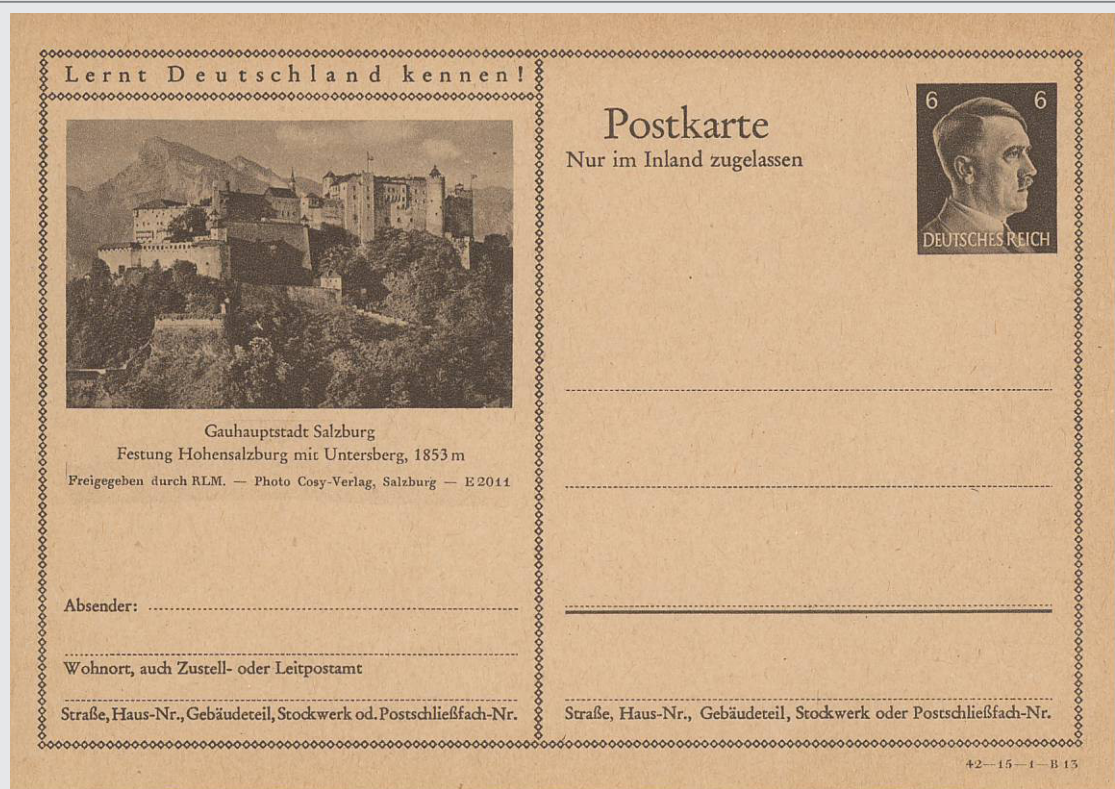 Lernt Deutschland kennen!
Gauhauptstadt Salzburg
Festung Hohensalzburg mit Untersberg, 1853 m
Freigegeben durch RLM. — Photo Cosy-Verlag, Salzburg — E 2011
Absender:
Wohnort, auch Zustell- oder Leitpostamt
Straße, Haus-Nr., Gebäudeteil, Stockwerk od. Postschließfach-Nr.
Postkarte
Nur im Inland zugelassen
6 6
DEUTSCHES REICH
Straße, Haus-Nr., Gebäudeteil, Stockwerk oder Postschließfach-Nr.
42—15—1—B 13